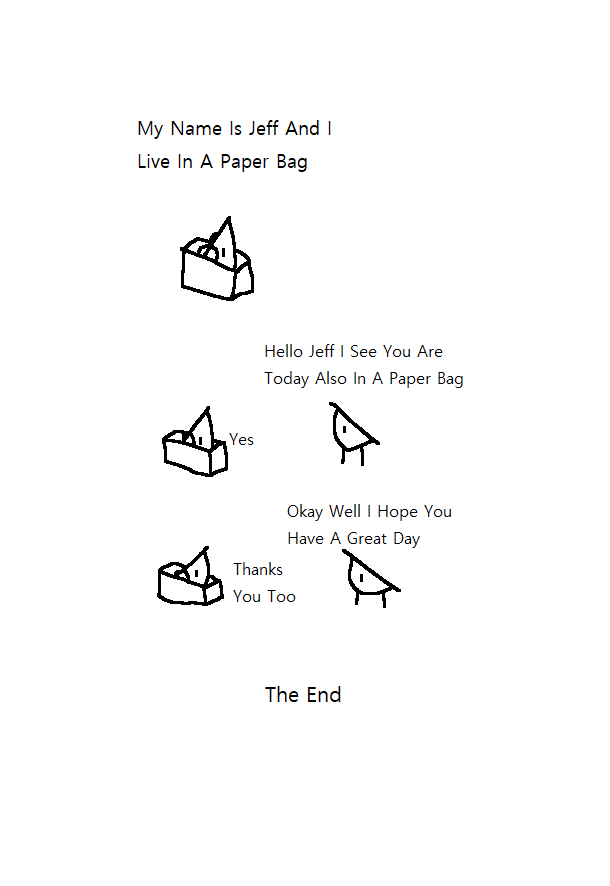 My Name Is Jeff And I
Live In A Paper Bag
Hello Jeff I See You Are
Today Also In A Paper Bag
Yes
Okay Well I Hope You
Have A Great Day
Thanks
You Too
The End